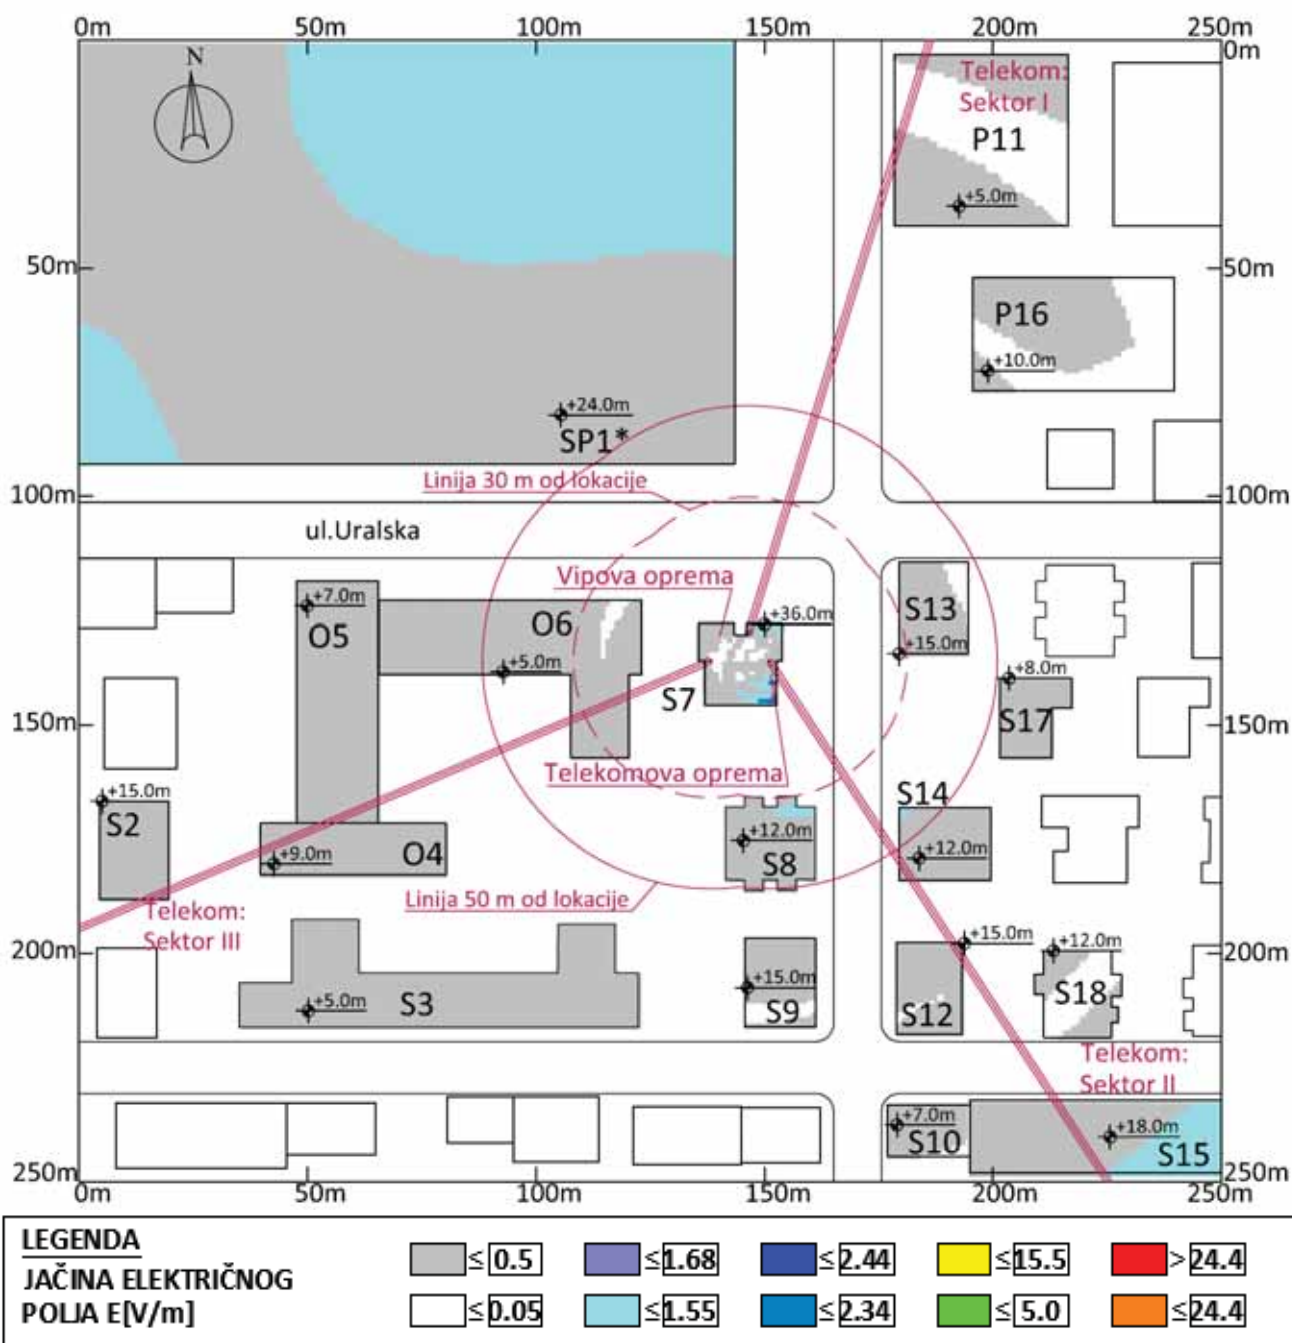 0m 50m 100m 150m 200m 250m
0m
N
Telekom:
Sektor I
P11
+5.0m
50m 50m
P16
+10.0m
+24.0m
SP1*
Linija 30 m od lokacije
100m 100m
ul.Uralska
Vipova oprema
+7.0m
O5
O6
+5.0m
+36.0m
S13
+15.0m
S7
+8.0m
S17
150m 150m
Telekomova oprema
+15.0m
S2
S14
+12.0m
S8
+12.0m
+9.0m
O4
Linija 50 m od lokacije
Telekom:
Sektor III
200m 200m
+15.0m
+12.0m
+5.0m
S3
+15.0m
S9
S12
S18
Telekom:
Sektor II
+7.0m
S10
+18.0m
S15
250m 250m
0m 50m 100m 150m 200m 250m
LEGENDA
JAČINA ELEKTRIČNOG
POLJA E[V/m]
≤ 0.5 ≤ 1.68 ≤ 2.44 ≤ 15.5 > 24.4
≤ 0.05 ≤ 1.55 ≤ 2.34 ≤ 5.0 ≤ 24.4